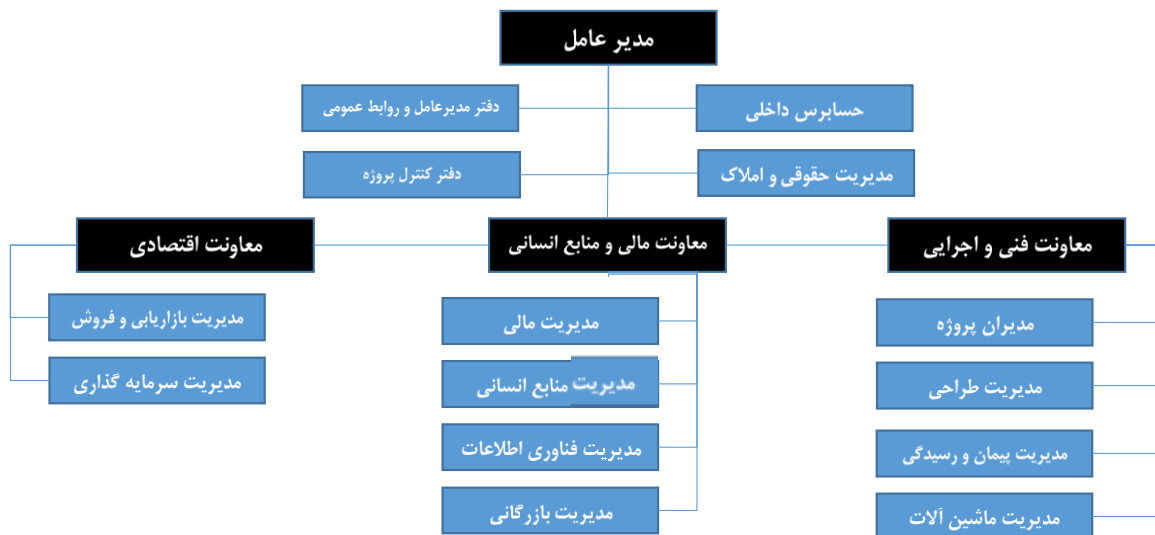 مدیر عامل
حسابرس داخلی
دفتر مدیرعامل و روابط عمومی
مدیریت حقوقی و املاک
دفتر کنترل پروژه
معاونت فنی و اجرایی
معاونت مالی و منابع انسانی
معاونت اقتصادی
مدیران پروژه
مدیریت طراحی
مدیریت پیمان و رسیدگی
مدیریت ماشین آلات
مدیریت مالی
مدیریت منابع انسانی
مدیریت فناوری اطلاعات
مدیریت بازرگانی
مدیریت بازاریابی و فروش
مدیریت سرمایه گذاری